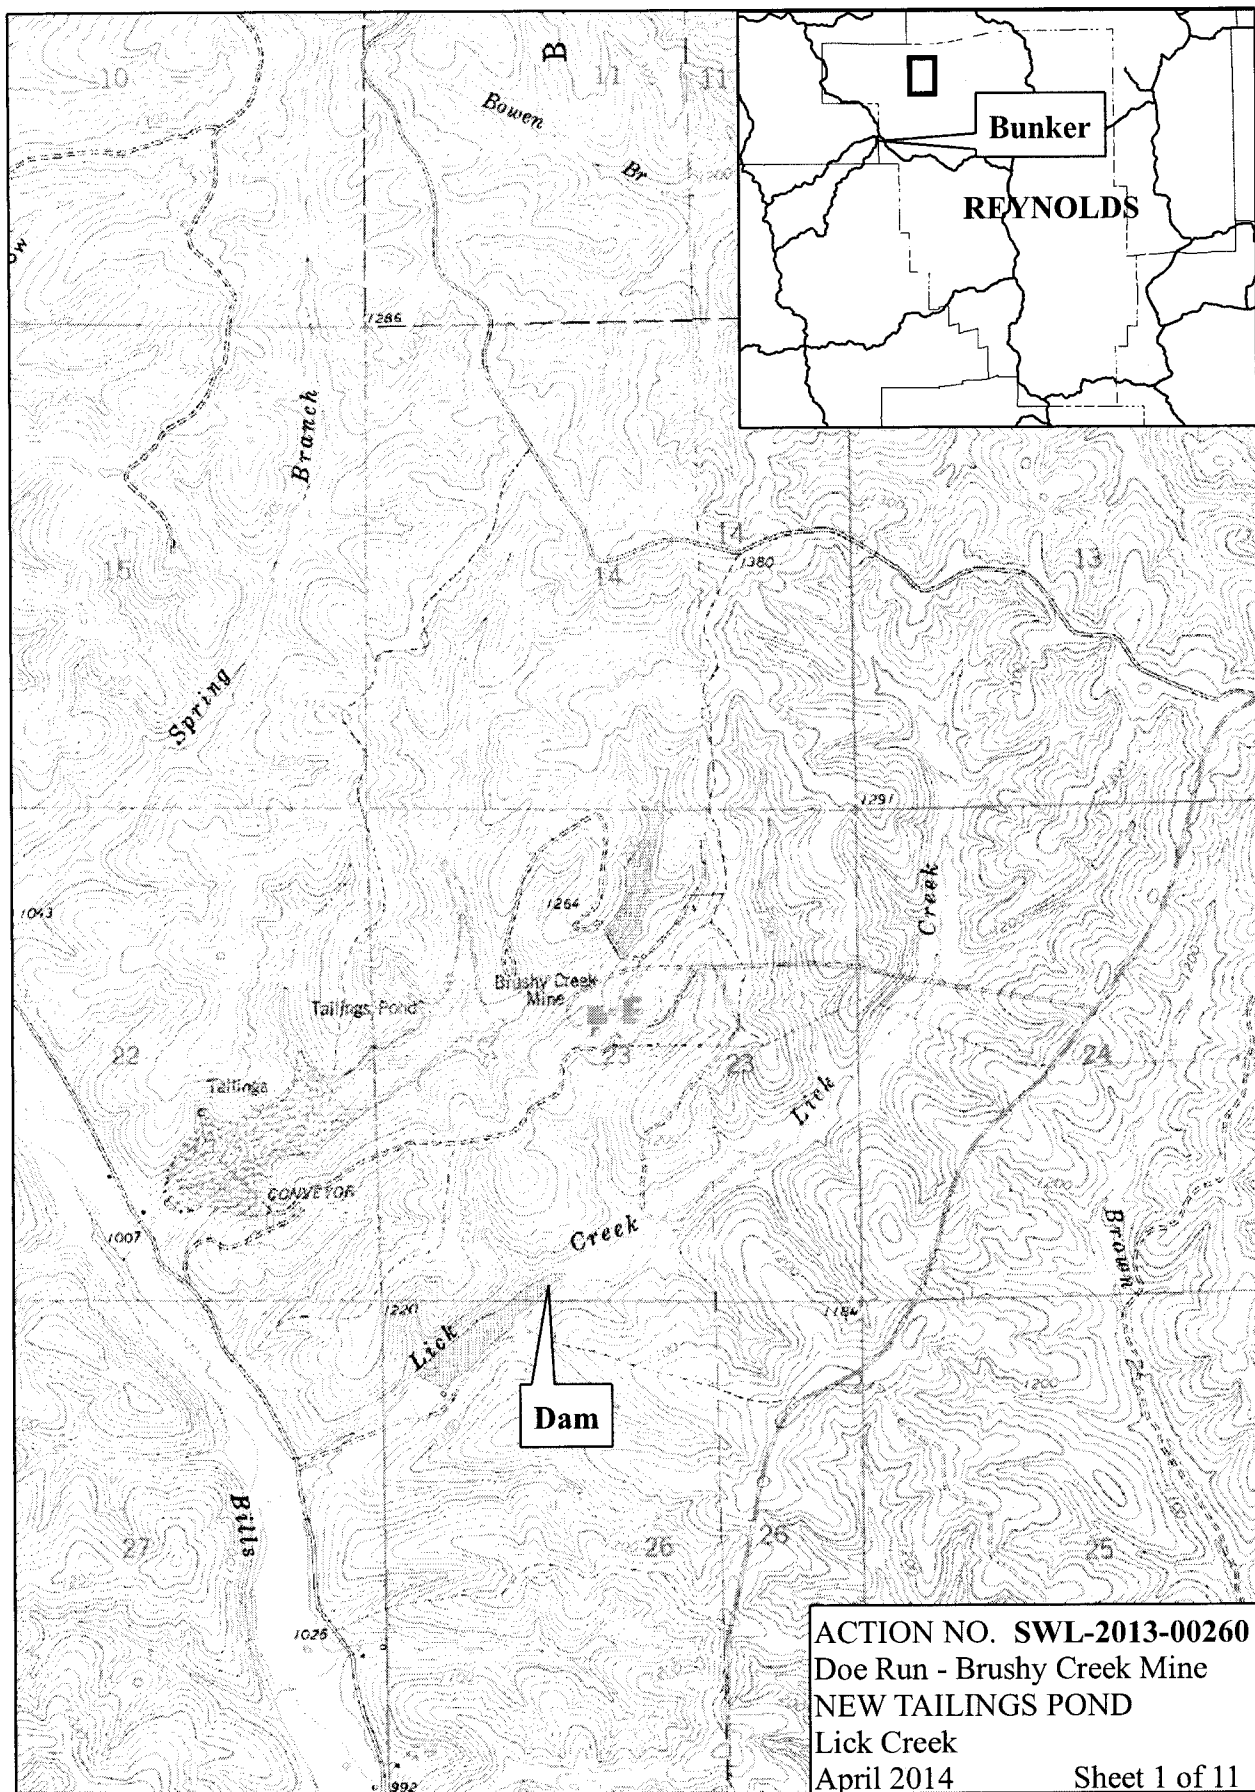 10
B
11
11
Bowen
Br
Bunker
REYNOLDS
1286
Branch
15
14
14
1380
13
Spring
1291
Creek
1264
1043
Brushy Creek
Mine
Tailings Pond
22
23
23
24
Tailings
Lick
CONVEYOR
1200
1007
Creek
Brown
1220
1184
Lick
1200
Dam
Bills
27
26
26
25
1026
992
ACTION NO. SWL-2013-00260
Doe Run - Brushy Creek Mine
NEW TAILINGS POND
Lick Creek
April 2014 Sheet 1 of 11